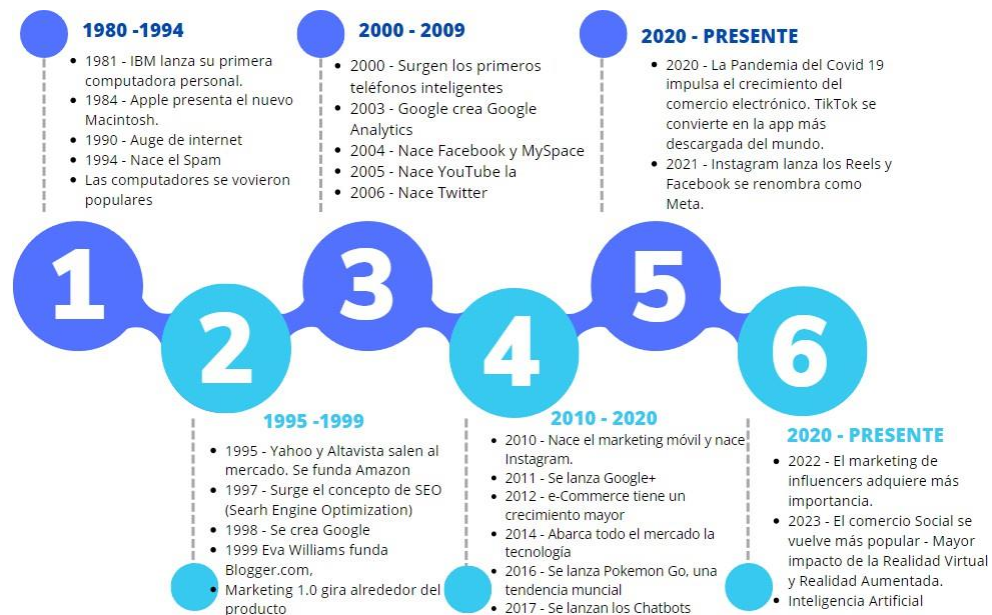 1980 -1994
• 1981 - IBM lanza su primera
computadora personal.
• 1984 - Apple presenta el nuevo
Macintosh.
• 1990 - Auge de internet
• 1994 - Nace el Spam
• Las computadores se vovieron
populares
1
1995 -1999
• 1995 - Yahoo y Altavista salen al
mercado. Se funda Amazon
• 1997 - Surge el concepto de SEO
(Searh Engine Optimization)
• 1998 - Se crea Google
• 1999 Eva Williams funda
Blogger.com,
• Marketing 1.0 gira alrededor del
producto
2
2000 - 2009
• 2000 - Surgen los primeros
teléfonos inteligentes
• 2003 - Google crea Google
Analytics
• 2004 - Nace Facebook y MySpace
• 2005 - Nace YouTube la
• 2006 - Nace Twitter
3
2010 - 2020
• 2010 - Nace el marketing móvil y nace
Instagram.
• 2011 - Se lanza Google+
• 2012 - e-Commerce tiene un
crecimiento mayor
• 2014 - Abarca todo el mercado la
tecnología
• 2016 - Se lanza Pokemon Go, una
tendencia muncial
• 2017 - Se lanzan los Chatbots
4
2020 - PRESENTE
• 2020 - La Pandemia del Covid 19
impulsa el crecimiento del
comercio electrónico. TikTok se
convierte en la app más
descargada del mundo.
• 2021 - Instagram lanza los Reels y
Facebook se renombra como
Meta.
5
2020 - PRESENTE
• 2022 - El marketing de
influencers adquiere más
importancia.
• 2023 - El comercio Social se
vuelve más popular - Mayor
impacto de la Realidad Virtual
y Realidad Aumentada.
• Inteligencia Artificial
6